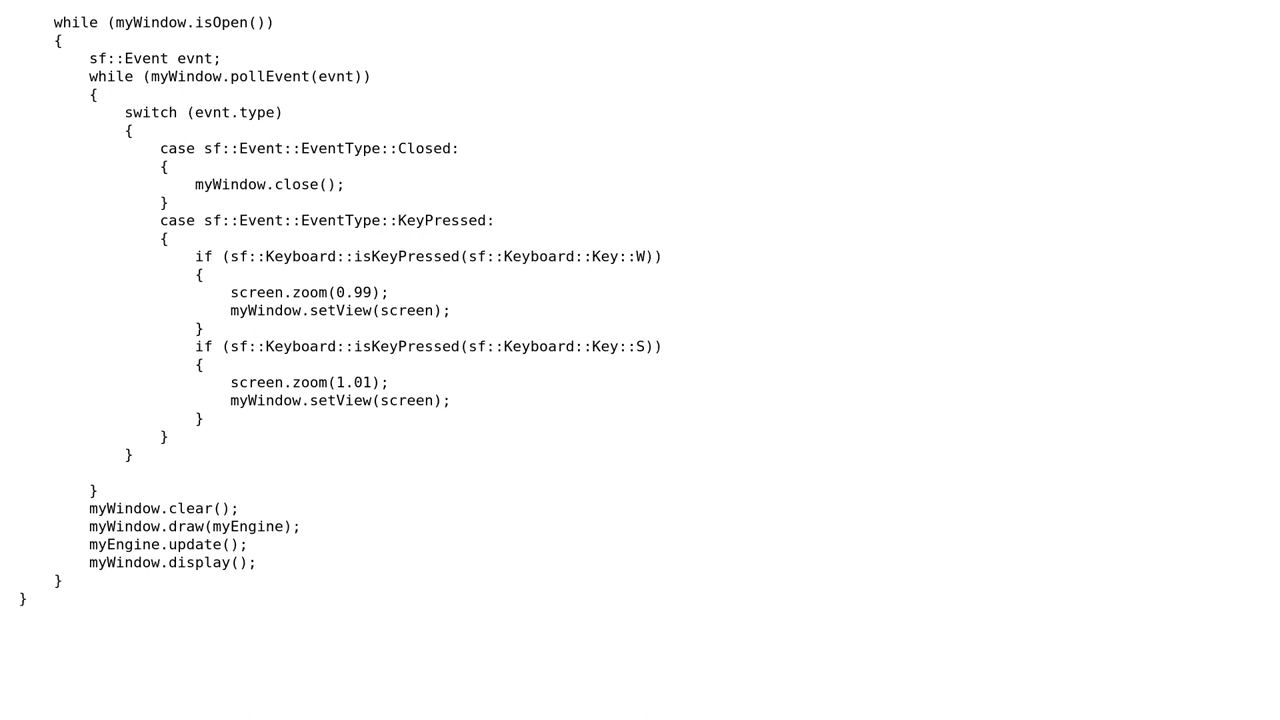 while (myWindow.isOpen())
{
sf::Event evnt;
while (myWindow.pollEvent(evnt))
{
switch (evnt.type)
{
case sf::Event::EventType::Closed:
{
myWindow.close();
}
case sf::Event::EventType::KeyPressed:
{
if (sf::Keyboard::isKeyPressed(sf::Keyboard::Key::W))
{
screen.zoom(0.99);
myWindow.setView(screen);
}
if (sf::Keyboard::isKeyPressed(sf::Keyboard::Key::S))
{
screen.zoom(1.01);
myWindow.setView(screen);
}
}
}
}
myWindow.clear();
myWindow.draw(myEngine);
myEngine.update();
myWindow.display();
}
}